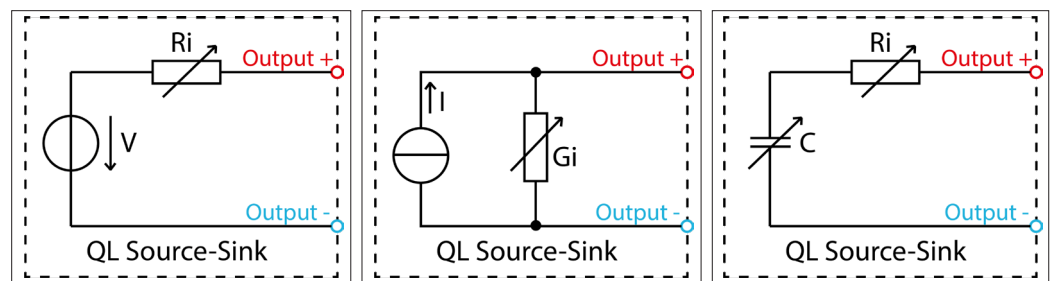 Ri
Output +
V
Output -
QL Source-Sink
Output +
I
Gi
Output -
QL Source-Sink
Ri
Output +
C
Output -
QL Source-Sink